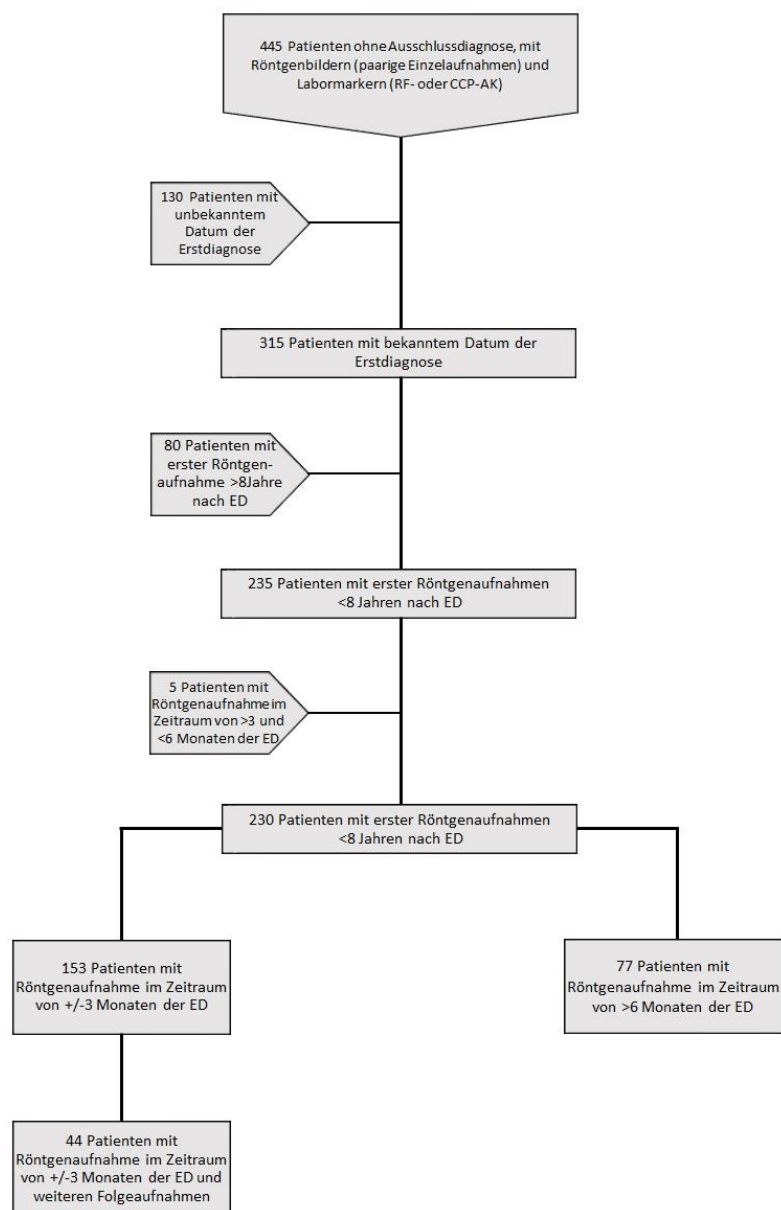 445 Patienten ohne Ausschlussdiagnose, mit
Röntgenbildern (paarige Einzelaufnahmen) und
Labormarkern (RF- oder CCP-AK)
130 Patienten mit
unbekanntem
Datum der
Erstdiagnose
315 Patienten mit bekanntem Datum der
Erstdiagnose
80 Patienten mit
erster Röntgen-
aufnahme >8Jahre
nach ED
235 Patienten mit erster Röntgenaufnahmen
<8 Jahren nach ED
5 Patienten mit
Röntgenaufnahme im
Zeitraum von >3 und
<6 Monaten der ED
230 Patienten mit erster Röntgenaufnahmen
<8 Jahren nach ED
153 Patienten mit
Röntgenaufnahme im Zeitraum
von +/-3 Monaten der ED
77 Patienten mit
Röntgenaufnahme im Zeitraum
von >6 Monaten der ED
44 Patienten mit
Röntgenaufnahme im Zeitraum
von +/-3 Monaten der ED und
weiteren Folgeaufnahmen